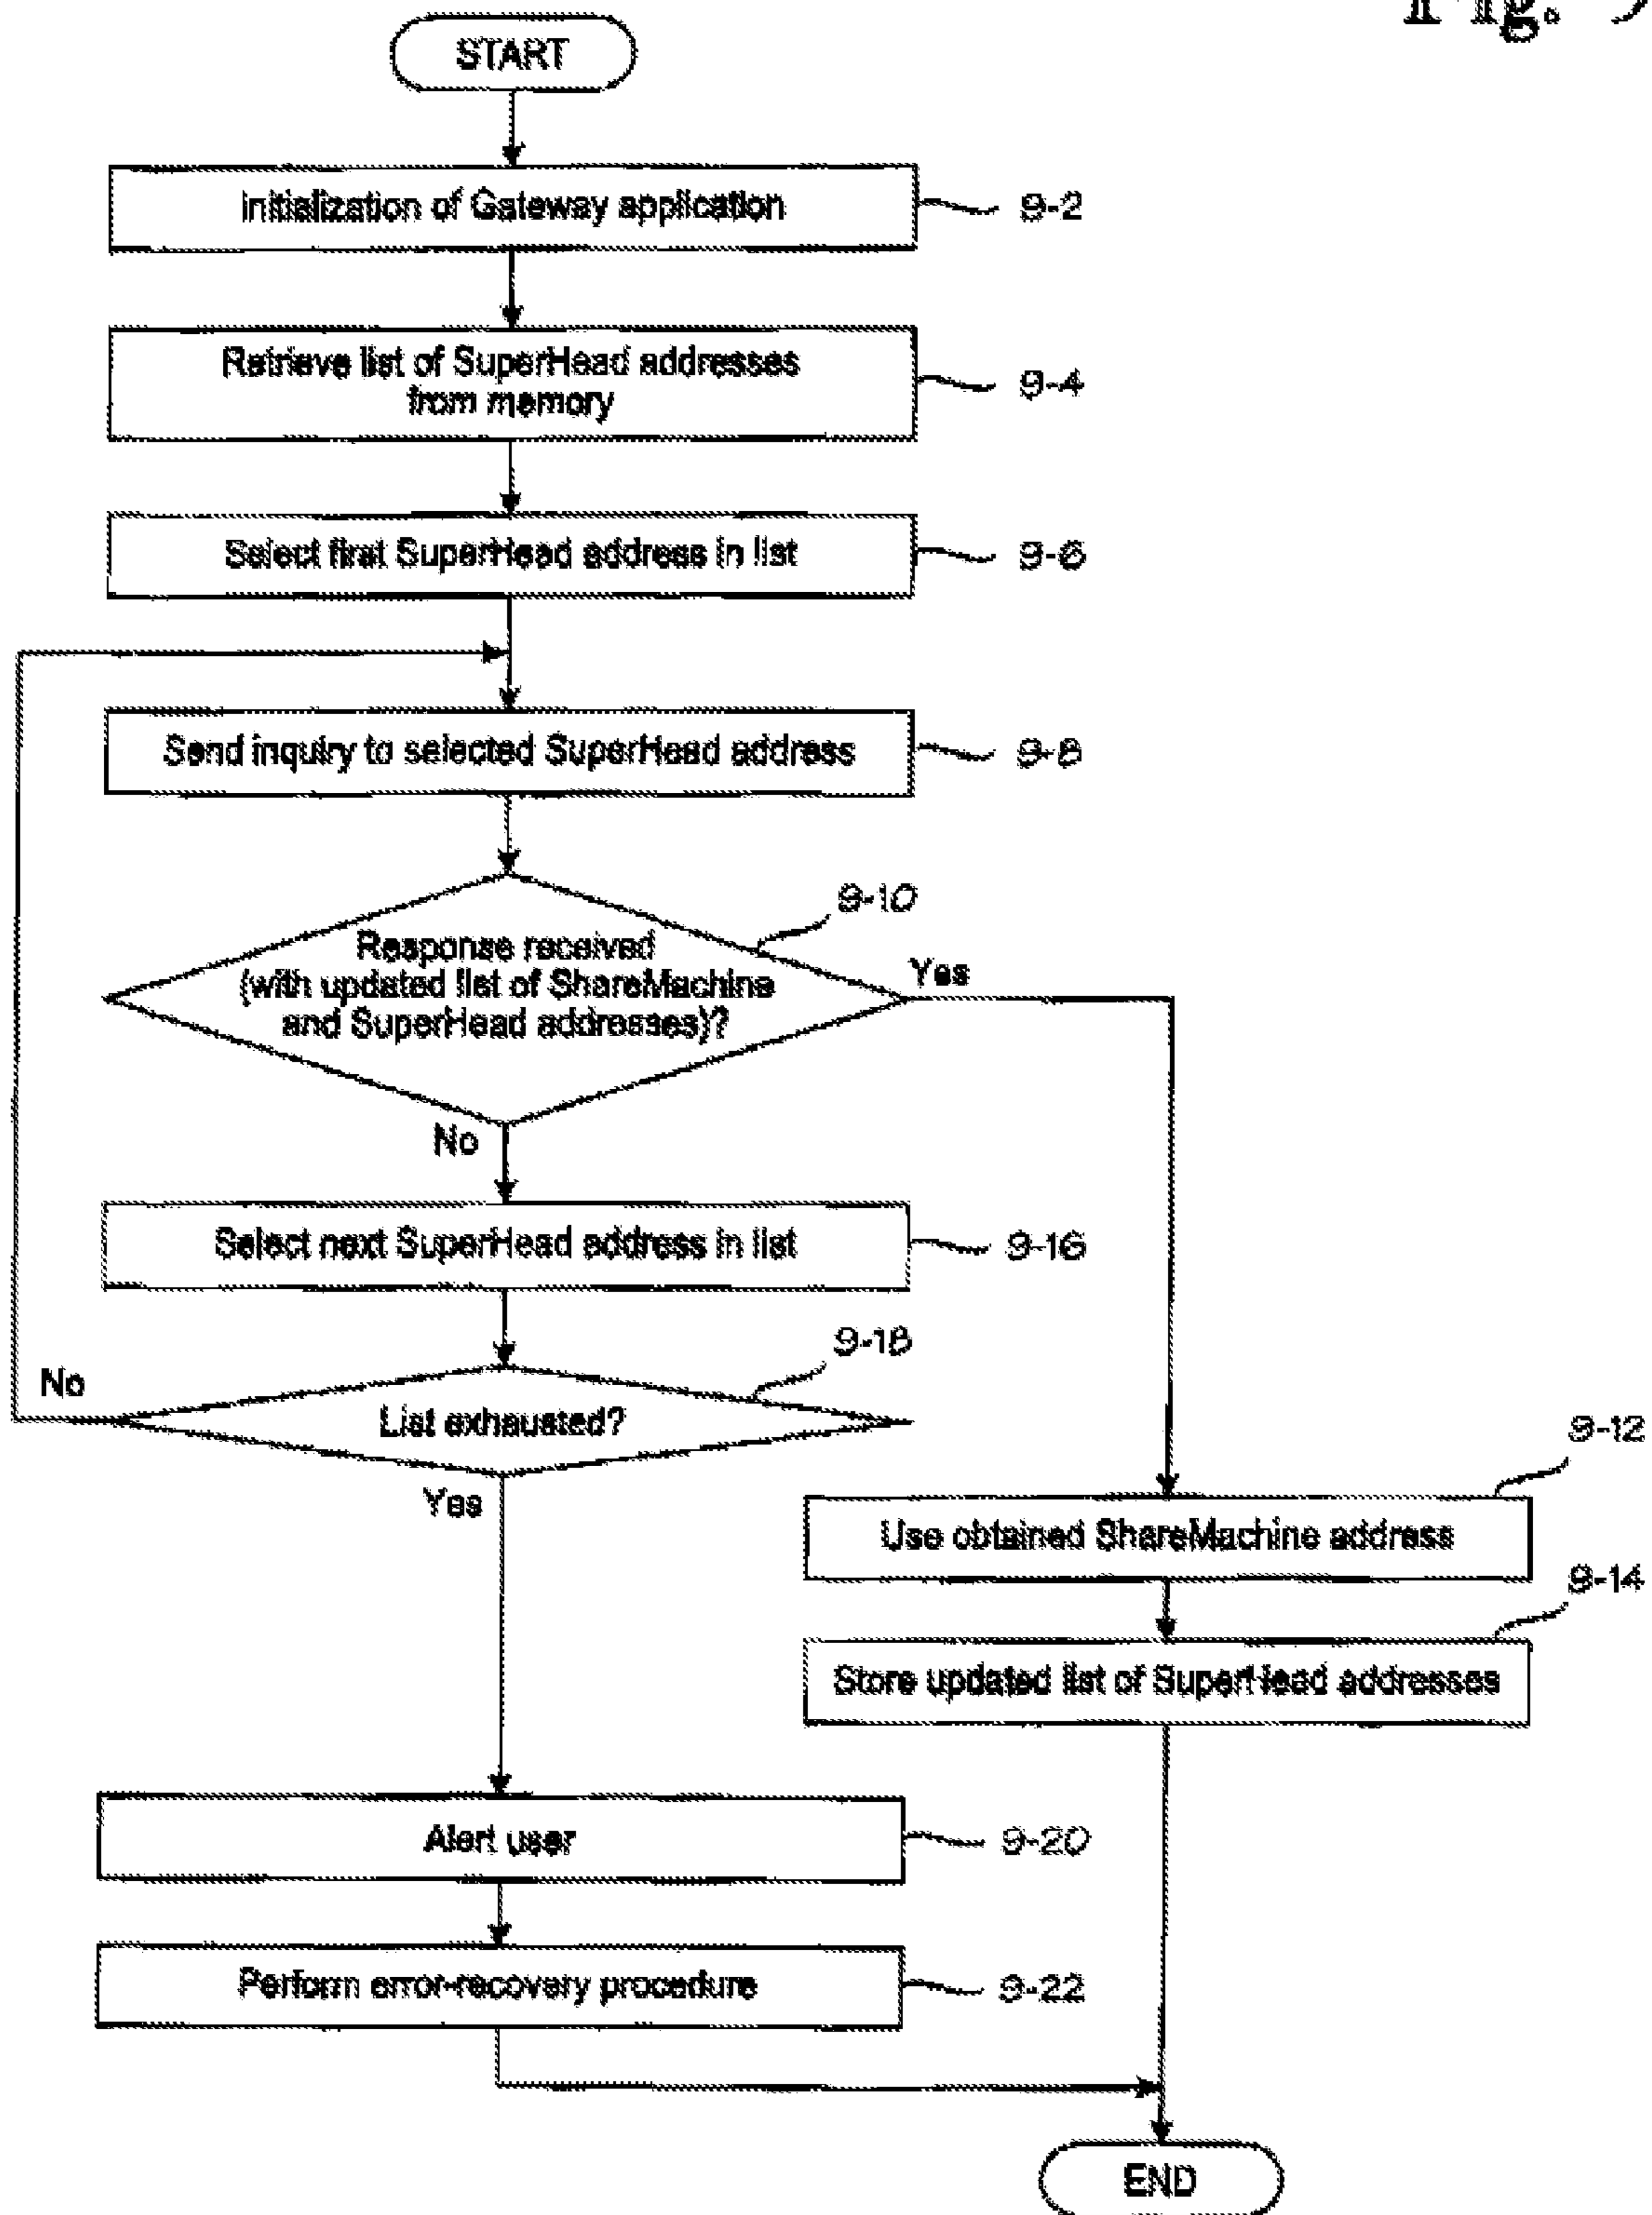 Fig. 9
START
Initialization of Gateway application
9-2
Retrieve list of SuperHead addresses
from memory
9-4
Select first SuperHead address in list
9-6
Send inquiry to selected SuperHead address
9-8
9-10
Response received
(with updated list of ShareMachine
and SuperHead addresses)?
Yes
No
Select next SuperHead address in list
9-16
9-18
No
List exhausted?
Yes
9-12
Use obtained ShareMachine address
9-14
Store updated list of SuperHead addresses
Alert user
9-20
Perform error-recovery procedure
9-22
END